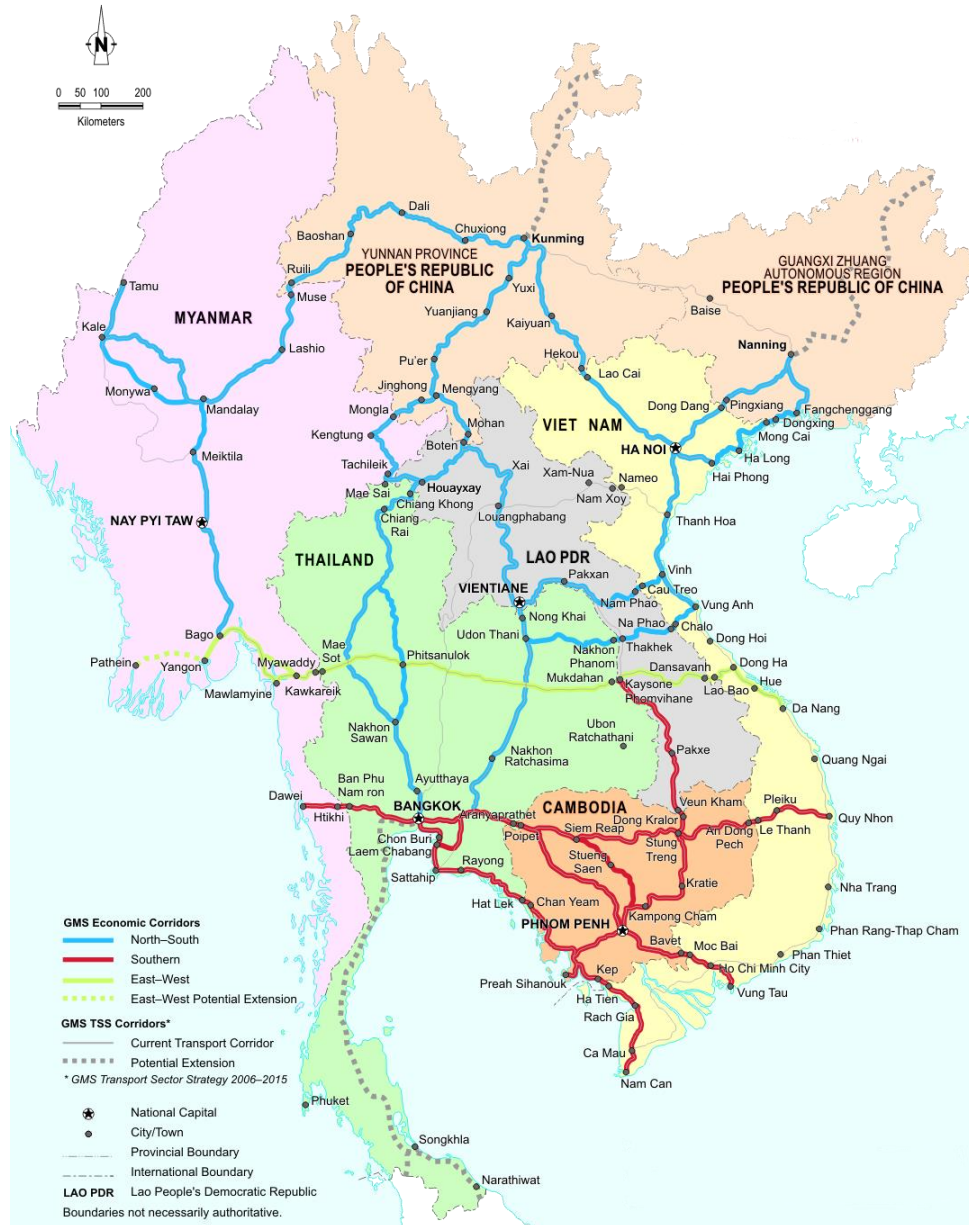 N
0 50 100 200
Kilometers
Dali
Baoshan
Chuxiong
Kunming
YUNNAN PROVINCE
PEOPLE'S REPUBLIC
OF CHINA
GUANGXI ZHUANG
AUTONOMOUS REGION
PEOPLE'S REPUBLIC OF CHINA
Ruili
Muse
Tamu
MYANMAR
Yuxi
Yuanjiang
Kaiyuan
Baise
Kale
Lashio
Nanning
Hekou
Pu'er
Lao Cai
Monywa
Mandalay
Jinghong
Mengyang
Mongla
Dong Dang
Pingxiang
Fangchenggang
Dongxing
Mong Cai
Mohan
VIET NAM
Kengtung
Boten
HA NOI
Ha Long
Meiktila
Tachileik
Xai
Xam-Nua
Nameo
Hai Phong
Mae Sai
Houayxay
Nam Xoy
Chiang Khong
Louangphabang
Chiang
Rai
Thanh Hoa
NAY PYI TAW
THAILAND
LAO PDR
Pakxan
Vinh
VIENTIANE
Cau Treo
Nam Phao
Vung Anh
Nong Khai
Na Phao
Chalo
Bago
Udon Thani
Dong Hoi
Nakhon
Phanom
Thakhek
Pathein
Yangon
Myawaddy
Mae
Sot
Phitsanulok
Dansavanh
Dong Ha
Mukdahan
Kaysone
Phomvihane
Lao Bao
Hue
Mawlamyine
Kawkareik
Da Nang
Nakhon
Sawan
Ubon
Ratchathani
Nakhon
Ratchasima
Pakxe
Quang Ngai
Ban Phu
Nam ron
Ayutthaya
Dawei
Htikhi
BANGKOK
Aranyaprathet
CAMBODIA
Veun Kham
Pleiku
Poipet
Siem Reap
Dong Kralor
An Dong
Pech
Le Thanh
Quy Nhon
Chon Buri
Laem Chabang
Stueng
Saen
Stung
Treng
Rayong
Sattahip
Kratie
Nha Trang
Hat Lek
Chan Yeam
Kampong Cham
PHNOM PENH
Phan Rang-Thap Cham
Bavet
Moc Bai
Phan Thiet
Ho Chi Minh City
Preah Sihanouk
Kep
Vung Tau
Ha Tien
Rach Gia
Ca Mau
Nam Can
Phuket
Songkhla
Narathiwat
GMS Economic Corridors
North–South
Southern
East–West
East–West Potential Extension
GMS TSS Corridors*
Current Transport Corridor
Potential Extension
* GMS Transport Sector Strategy 2006–2015
National Capital
City/Town
Provincial Boundary
International Boundary
LAO PDR Lao People's Democratic Republic
Boundaries not necessarily authoritative.